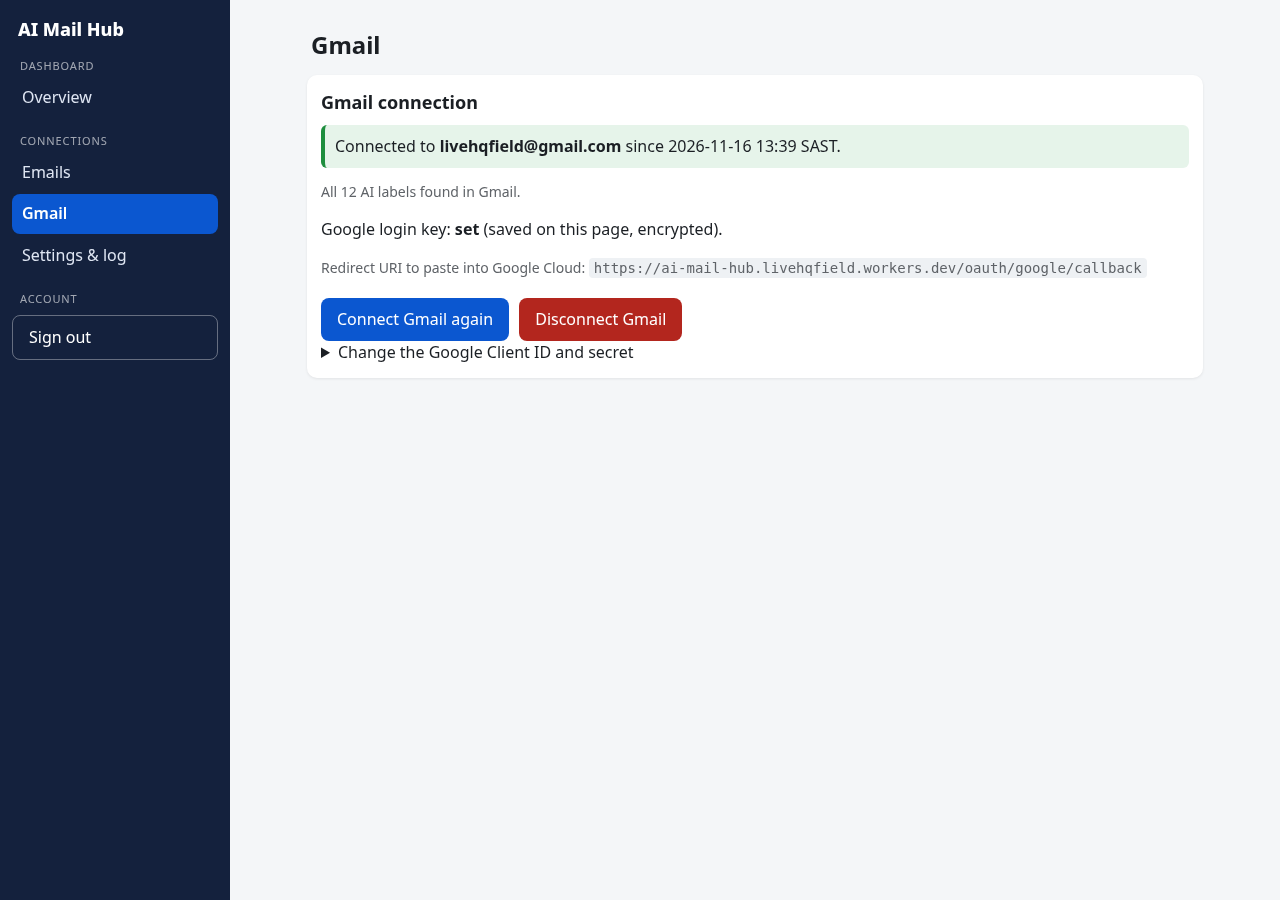 AI Mail Hub
DASHBOARD
Overview
CONNECTIONS
Emails
Gmail
Settings & log
ACCOUNT
Sign out
Gmail
Gmail connection
Connected to livehqfield@gmail.com since 2026-11-16 13:39 SAST.
All 12 AI labels found in Gmail.
Google login key: set (saved on this page, encrypted).
Redirect URI to paste into Google Cloud: https://ai-mail-hub.livehqfield.workers.dev/oauth/google/callback
Connect Gmail again
Disconnect Gmail
Change the Google Client ID and secret